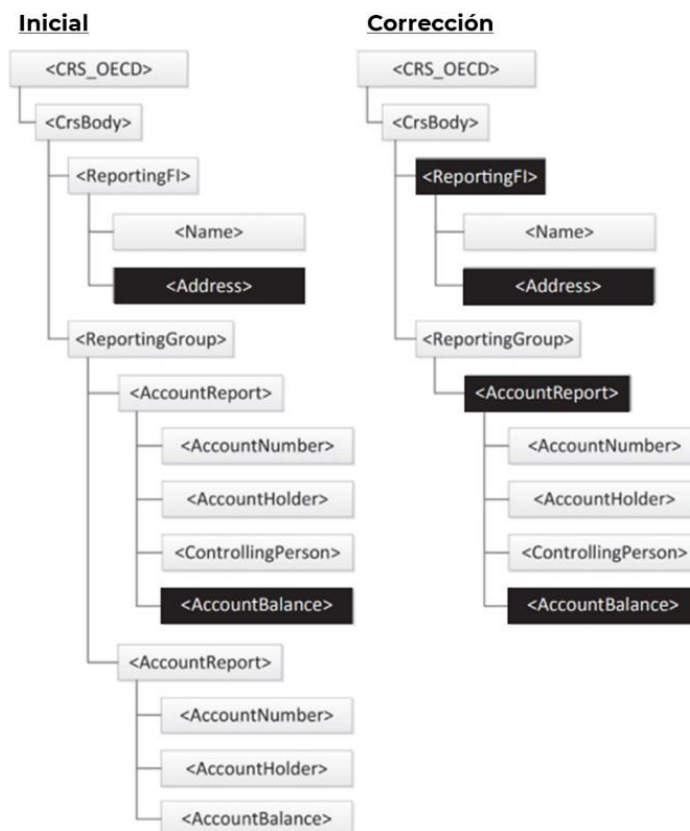 Inicial
<CRS_OECD>
<CrsBody>
<ReportingFI>
<Name>
<Address>
<ReportingGroup>
<AccountReport>
<AccountNumber>
<AccountHolder>
<ControllingPerson>
<AccountBalance>
<AccountReport>
<AccountNumber>
<AccountHolder>
<AccountBalance>
Corrección
<CRS_OECD>
<CrsBody>
<ReportingFI>
<Name>
<Address>
<ReportingGroup>
<AccountReport>
<AccountNumber>
<AccountHolder>
<ControllingPerson>
<AccountBalance>